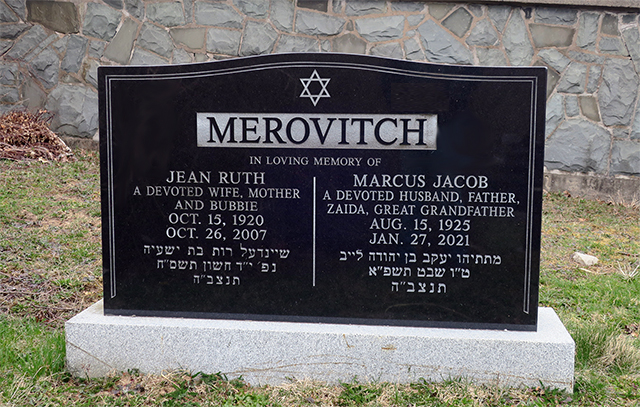 MEROVITCH
IN LOVING MEMORY OF
JEAN RUTH
A DEVOTED WIFE, MOTHER
AND BUBBIE
OCT. 15, 1920
OCT. 26, 2007
שיינדעל רות בת ישעיה
נפ׳ י״ד חשון תשס״ח
תנצב״ה
MARCUS JACOB
A DEVOTED HUSBAND, FATHER,
ZAIDA, GREAT GRANDFATHER
AUG. 15, 1925
JAN. 27, 2021
מתתיהו יעקב בן יהודה לייב
ט״ו שבט תשפ״א
תנצב״ה